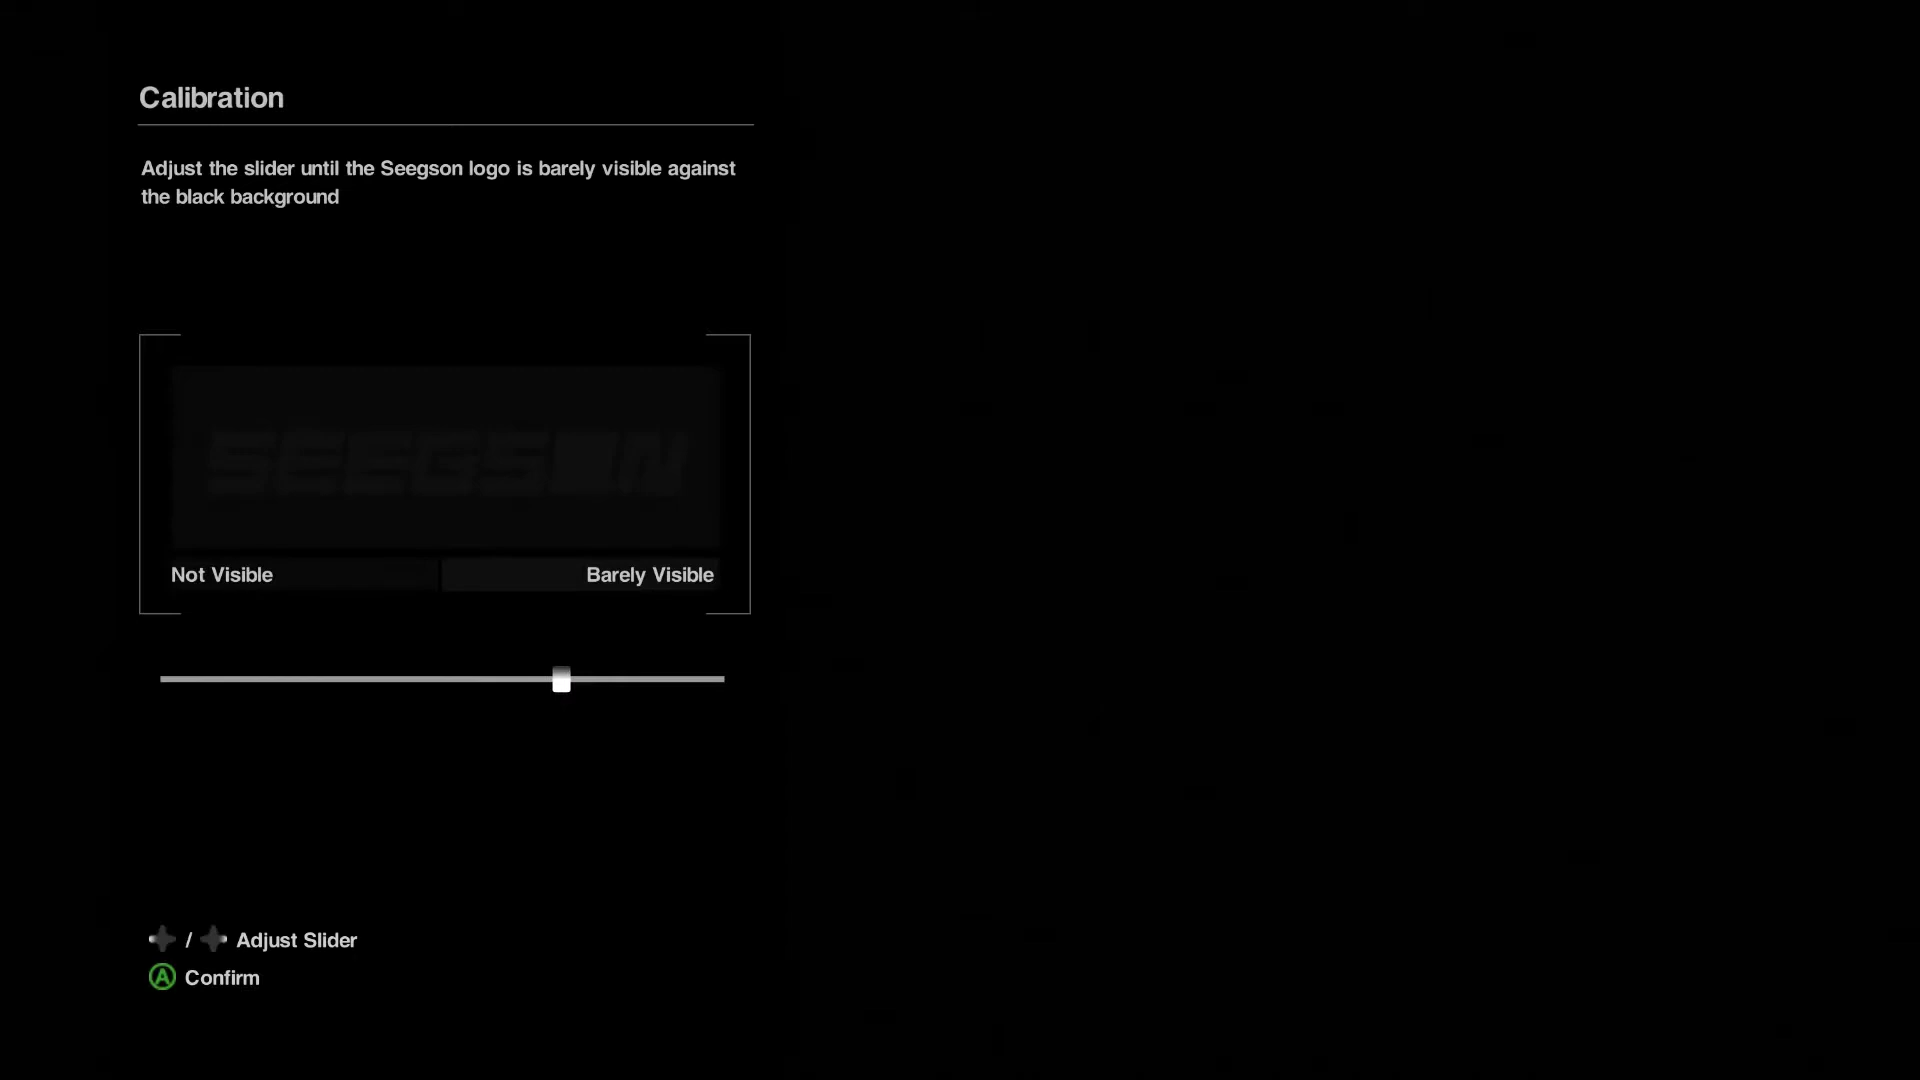 Calibration
Adjust the slider until the Seegson logo is barely visible against
the black background
SEEGSON
Not Visible
Barely Visible
/ Adjust Slider
A Confirm